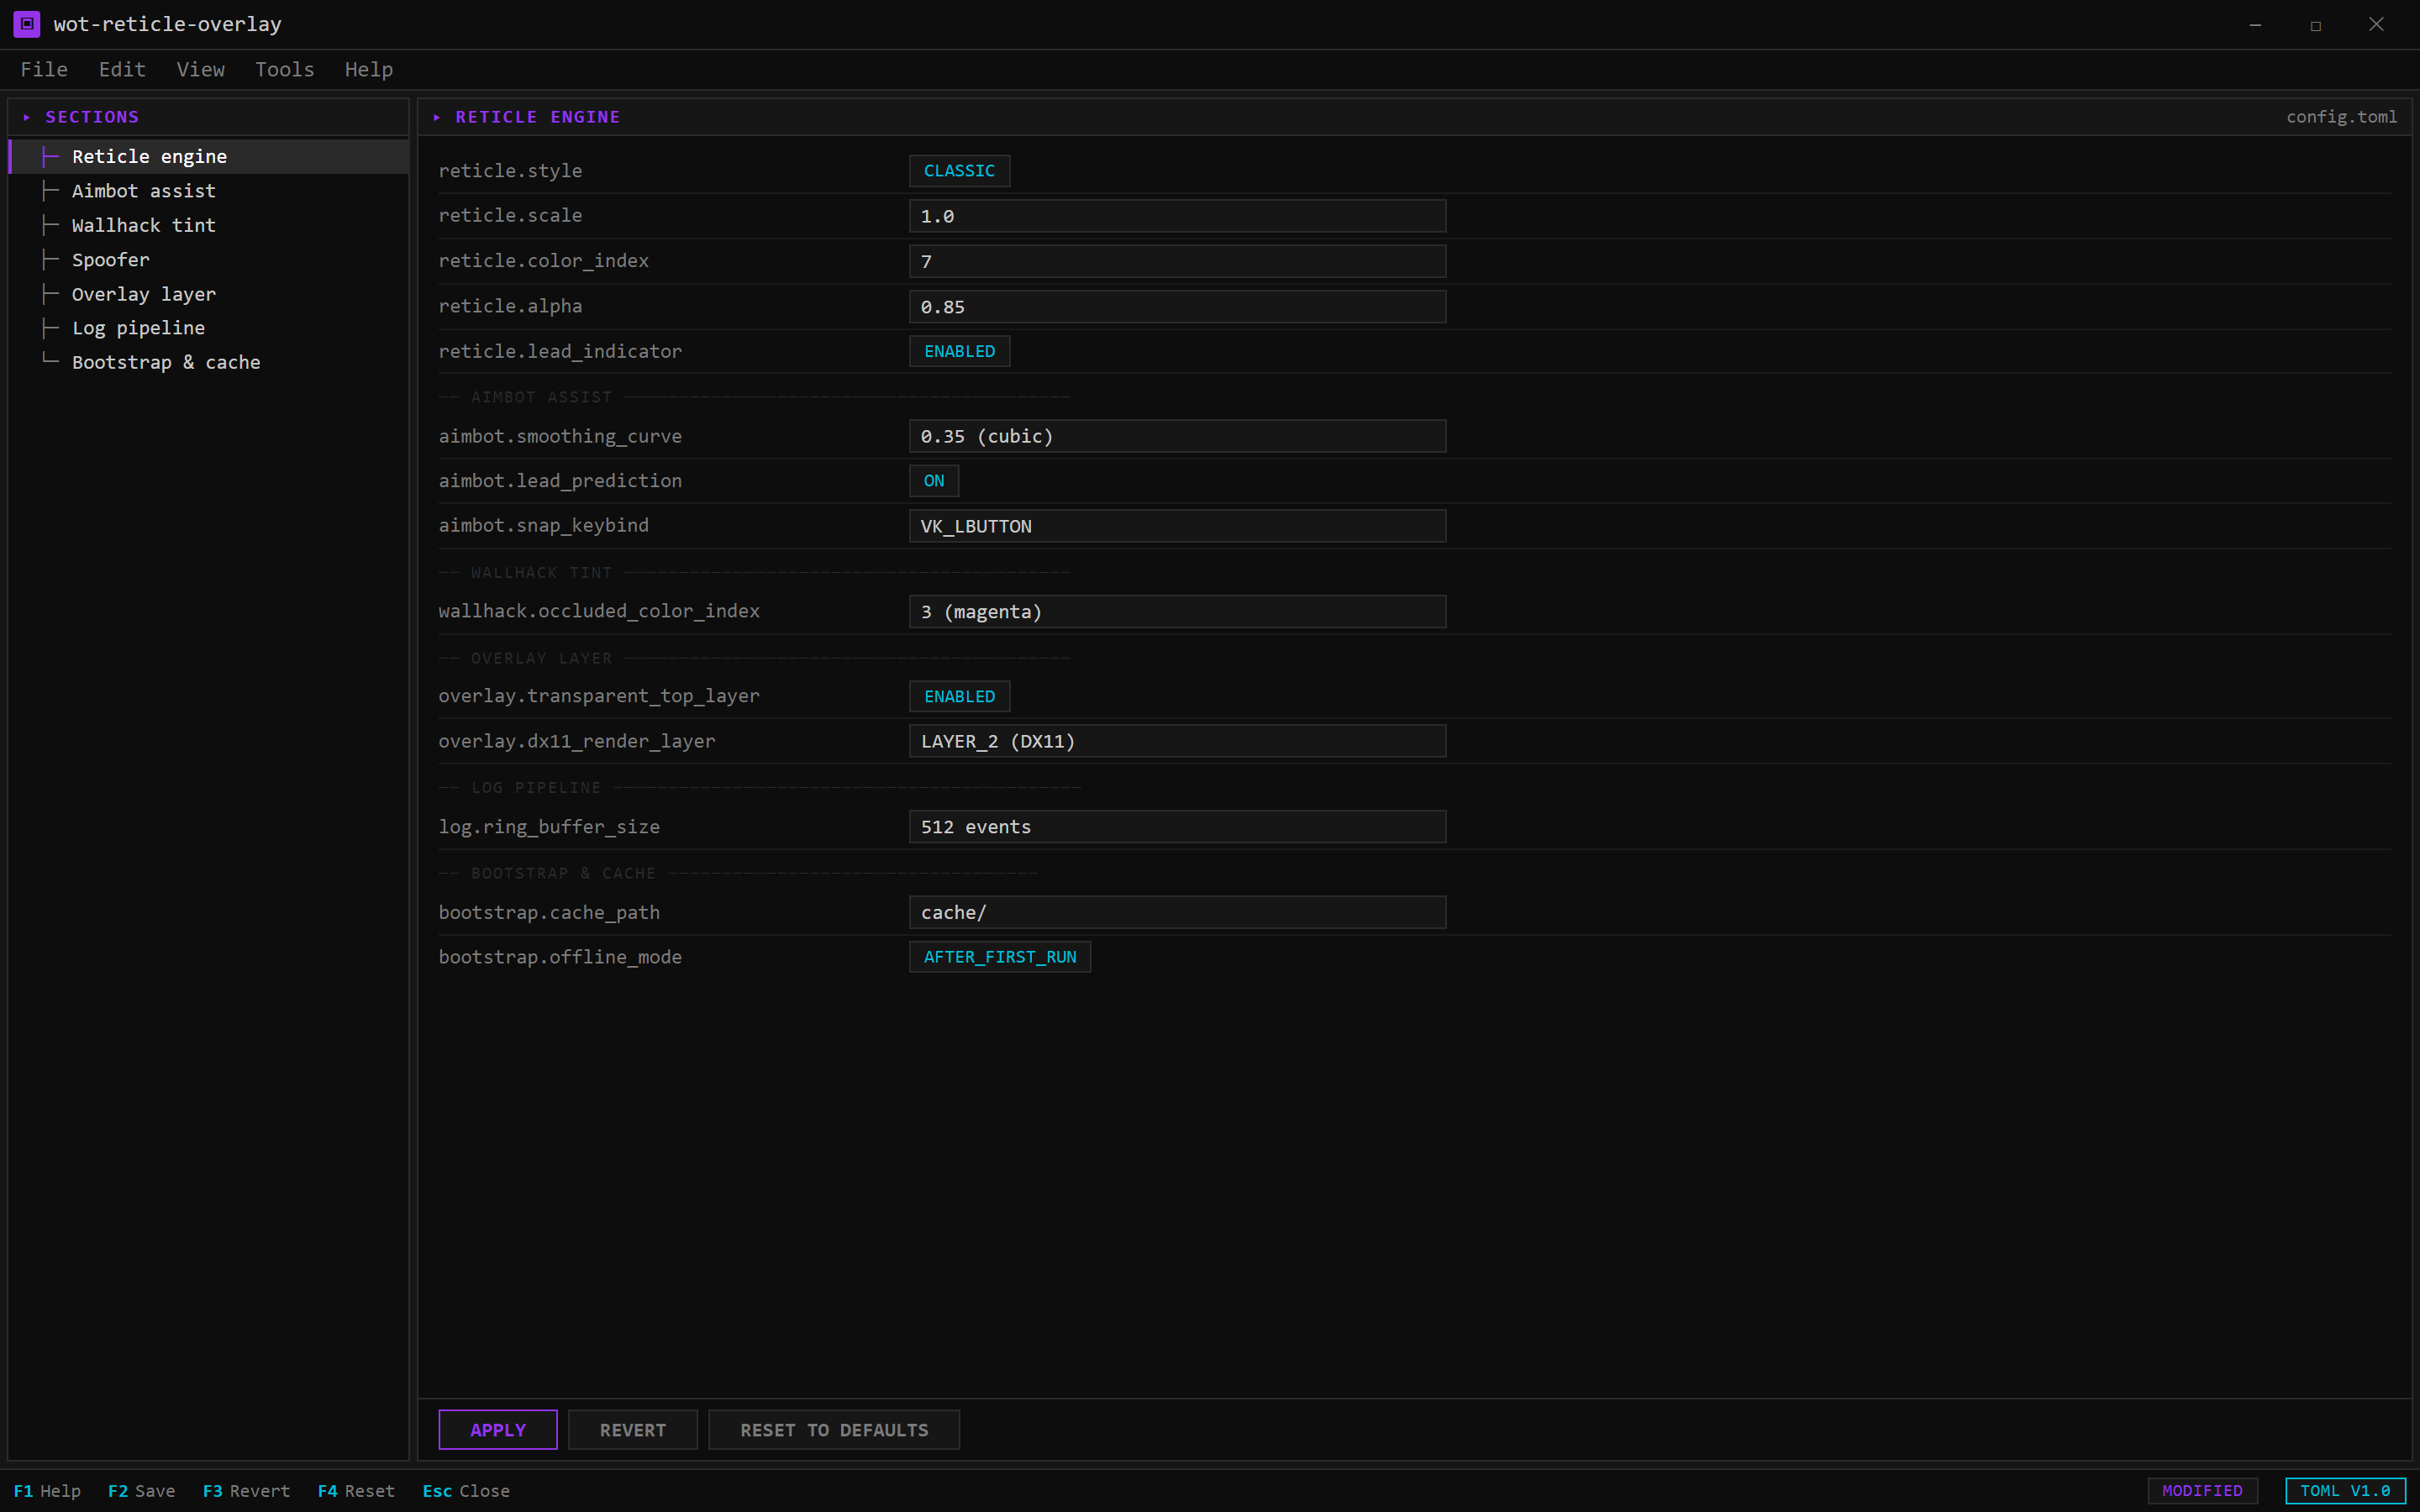 wot-reticle-overlay
File Edit View Tools Help
▸ SECTIONS
├─ Reticle engine
├─ Aimbot assist
├─ Wallhack tint
├─ Spoofer
├─ Overlay layer
├─ Log pipeline
└─ Bootstrap & cache
▸ RETICLE ENGINE config.toml
reticle.style CLASSIC
reticle.scale 1.0
reticle.color_index 7
reticle.alpha 0.85
reticle.lead_indicator ENABLED
── AIMBOT ASSIST ─────────────────────────────────────────
aimbot.smoothing_curve 0.35 (cubic)
aimbot.lead_prediction ON
aimbot.snap_keybind VK_LBUTTON
── WALLHACK TINT ─────────────────────────────────────────
wallhack.occluded_color_index 3 (magenta)
── OVERLAY LAYER ─────────────────────────────────────────
overlay.transparent_top_layer ENABLED
overlay.dx11_render_layer LAYER_2 (DX11)
── LOG PIPELINE ───────────────────────────────────────────
log.ring_buffer_size 512 events
── BOOTSTRAP & CACHE ──────────────────────────────────
bootstrap.cache_path cache/
bootstrap.offline_mode AFTER_FIRST_RUN
APPLY REVERT RESET TO DEFAULTS
F1 Help F2 Save F3 Revert F4 Reset Esc Close MODIFIED TOML V1.0